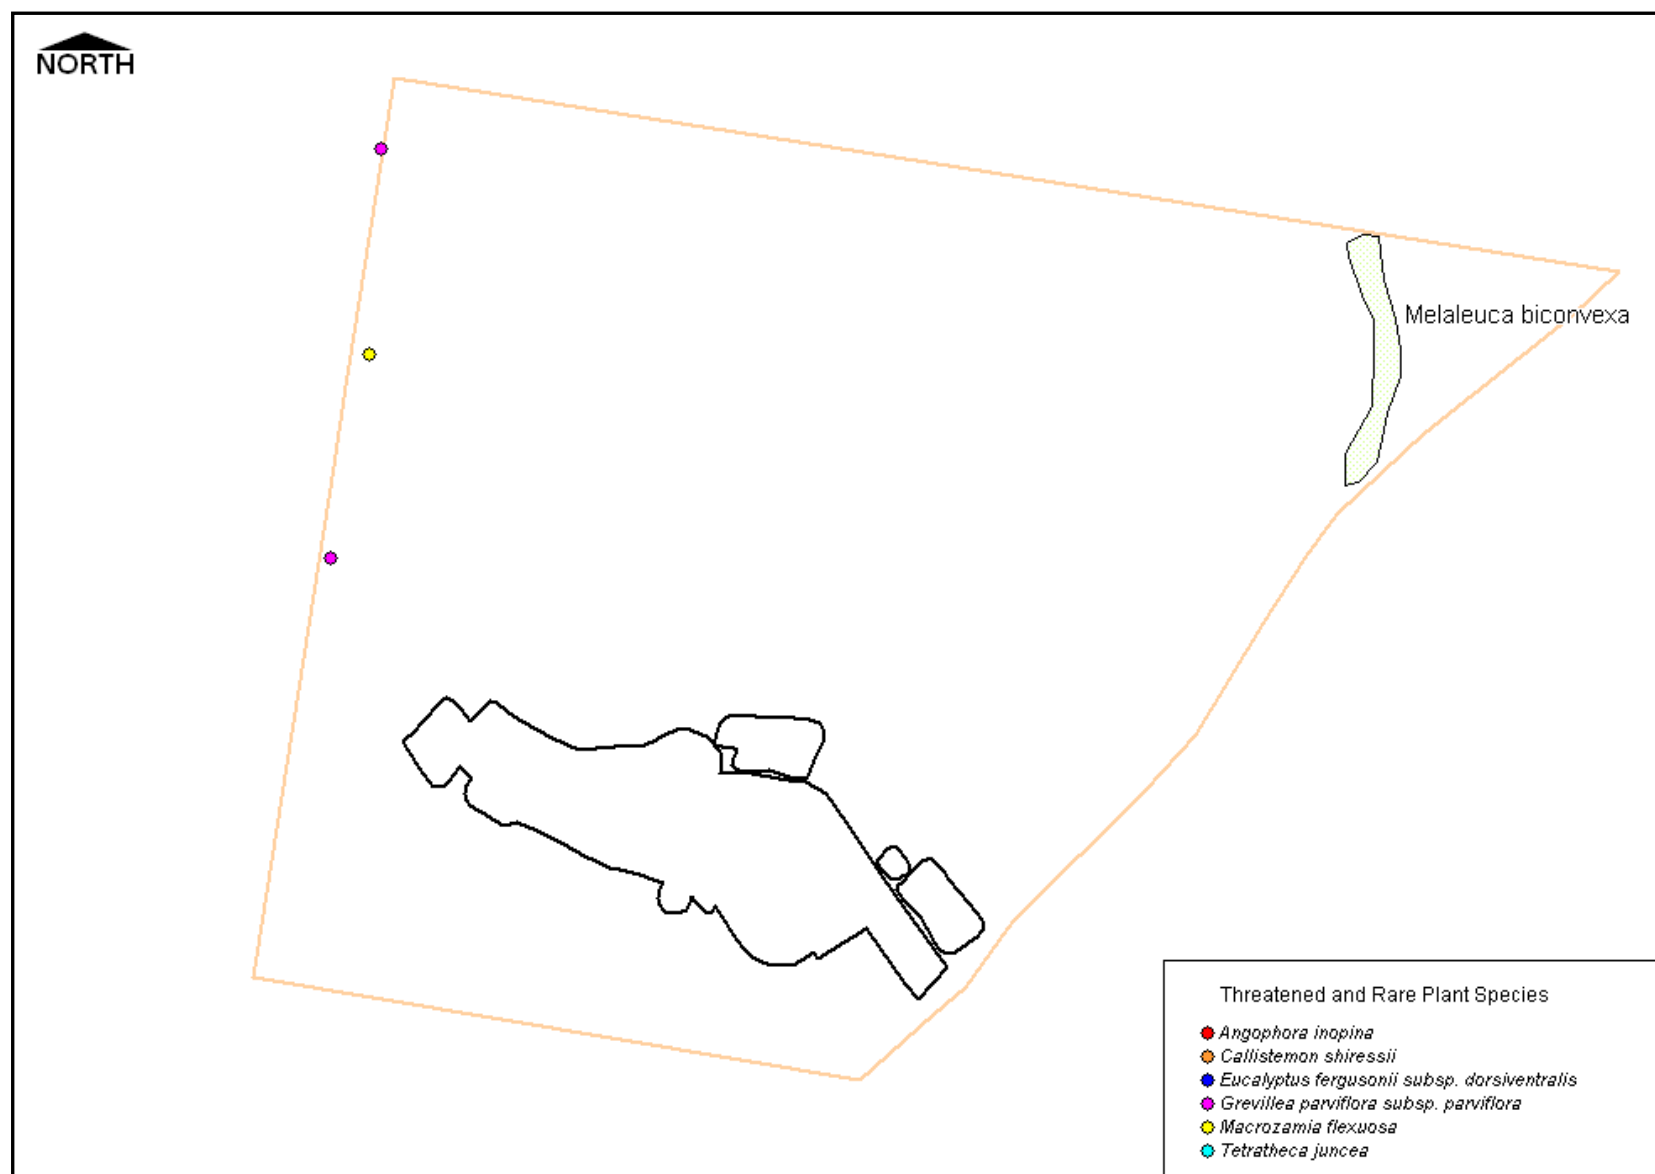 NORTH
Melaleuca biconvexa
Threatened and Rare Plant Species
Angophora inopina
Callistemon shiressii
Eucalyptus fergusonii subsp. dorsiventralis
Grevillea parviflora subsp. parviflora
Macrozamia flexuosa
Tetratheca juncea